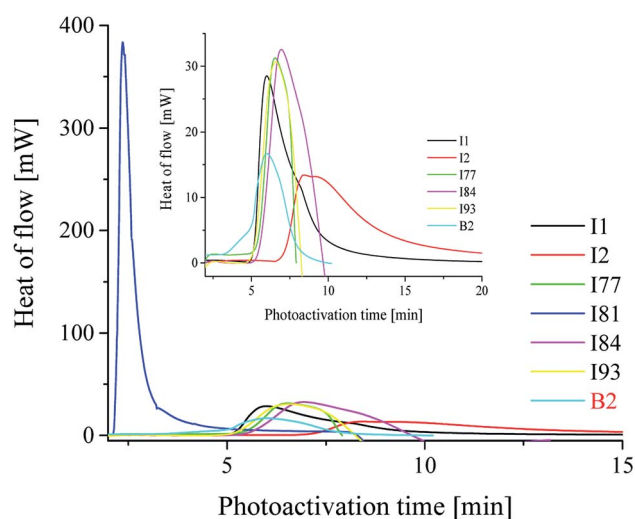 400
300
200
100
0
Heat of flow [mW]
5
10
15
Photoactivation time [min]
I1
I2
I77
I81
I84
I93
B2
30
20
10
0
Heat of flow [mW]
5
10
15
20
Photoactivation time [min]
I1
I2
I77
I84
I93
B2